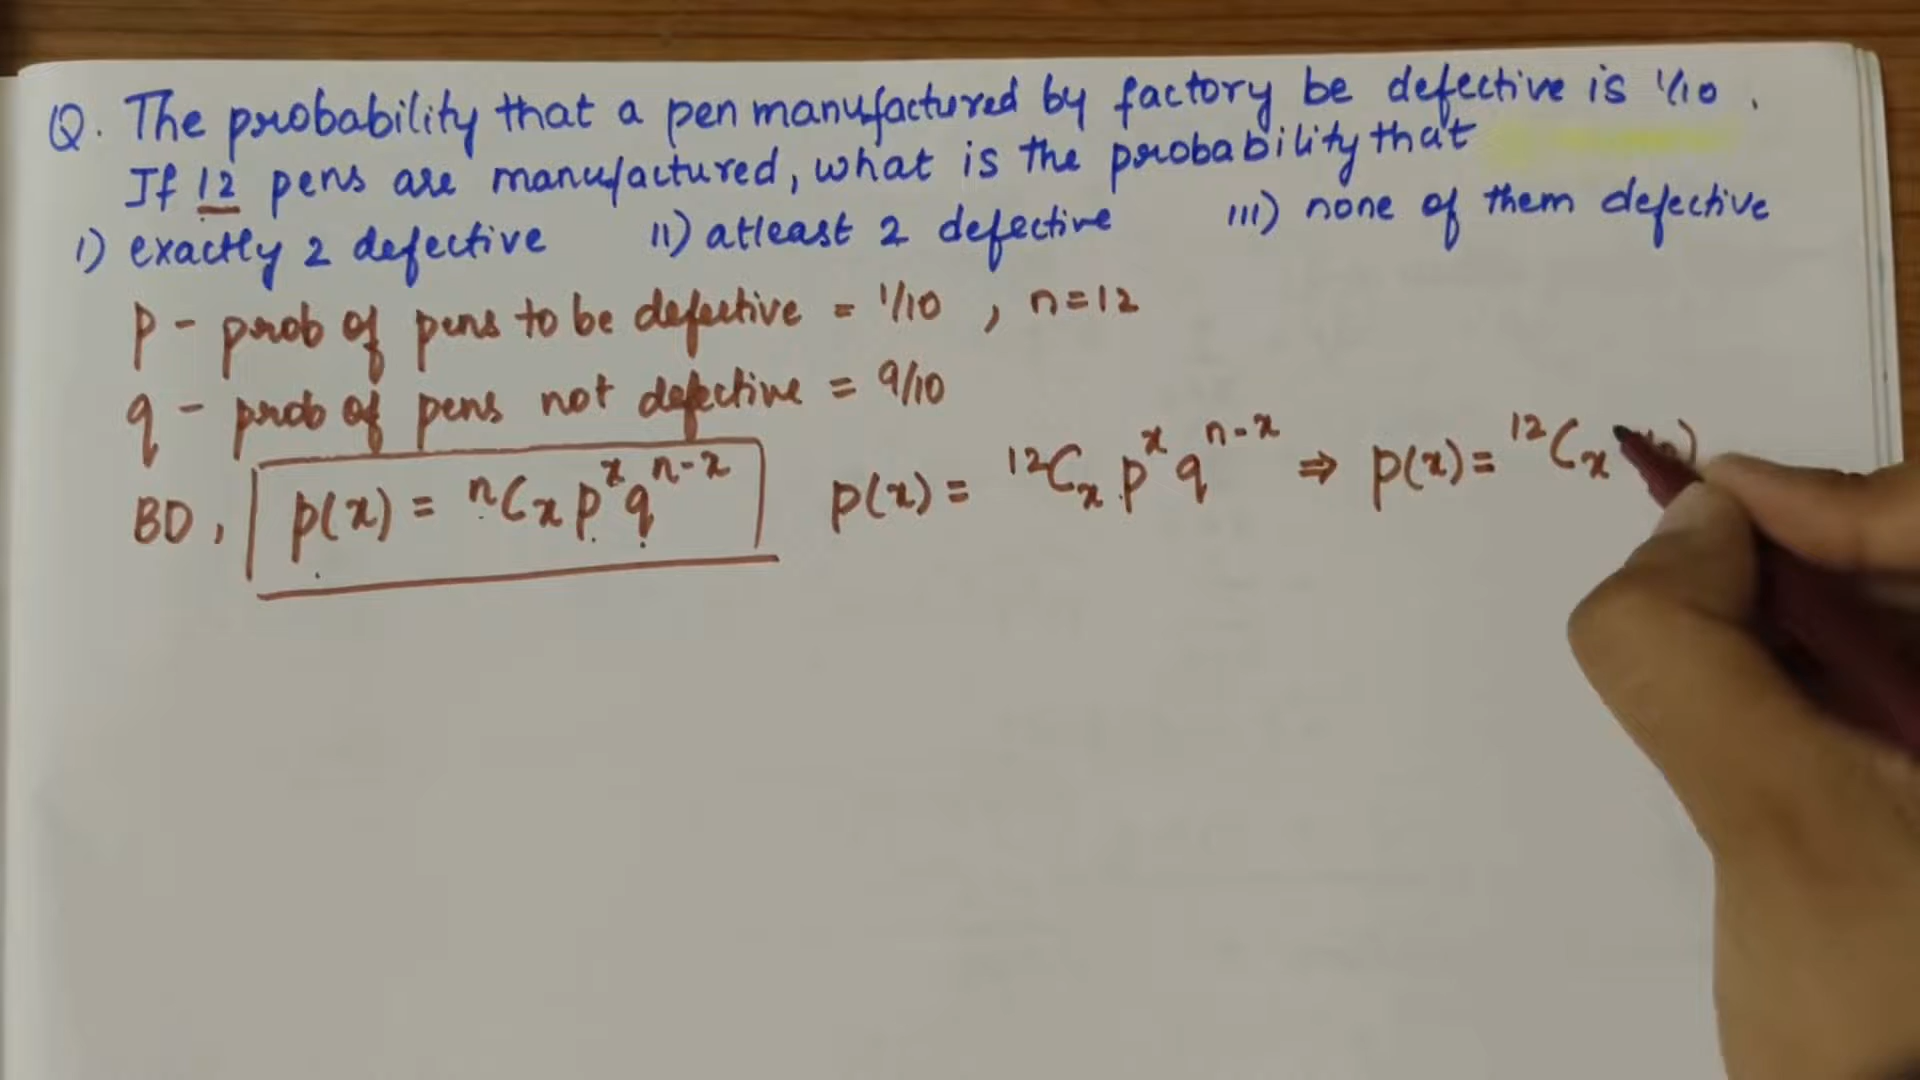 Q. The probability that a pen manufactured by factory be defective is 1/10.
If 12 pens are manufactured, what is the probability that
i) exactly 2 defective ii) atleast 2 defective iii) none of them defective
p - prob of pens to be defective = 1/10 , n=12
q - prob of pens not defective = 9/10
BD, p(x) = ⁿCₓ pˣ qⁿ⁻ˣ p(x) = ¹²Cₓ pˣ qⁿ⁻ˣ ⇒ p(x) = ¹²Cₓ